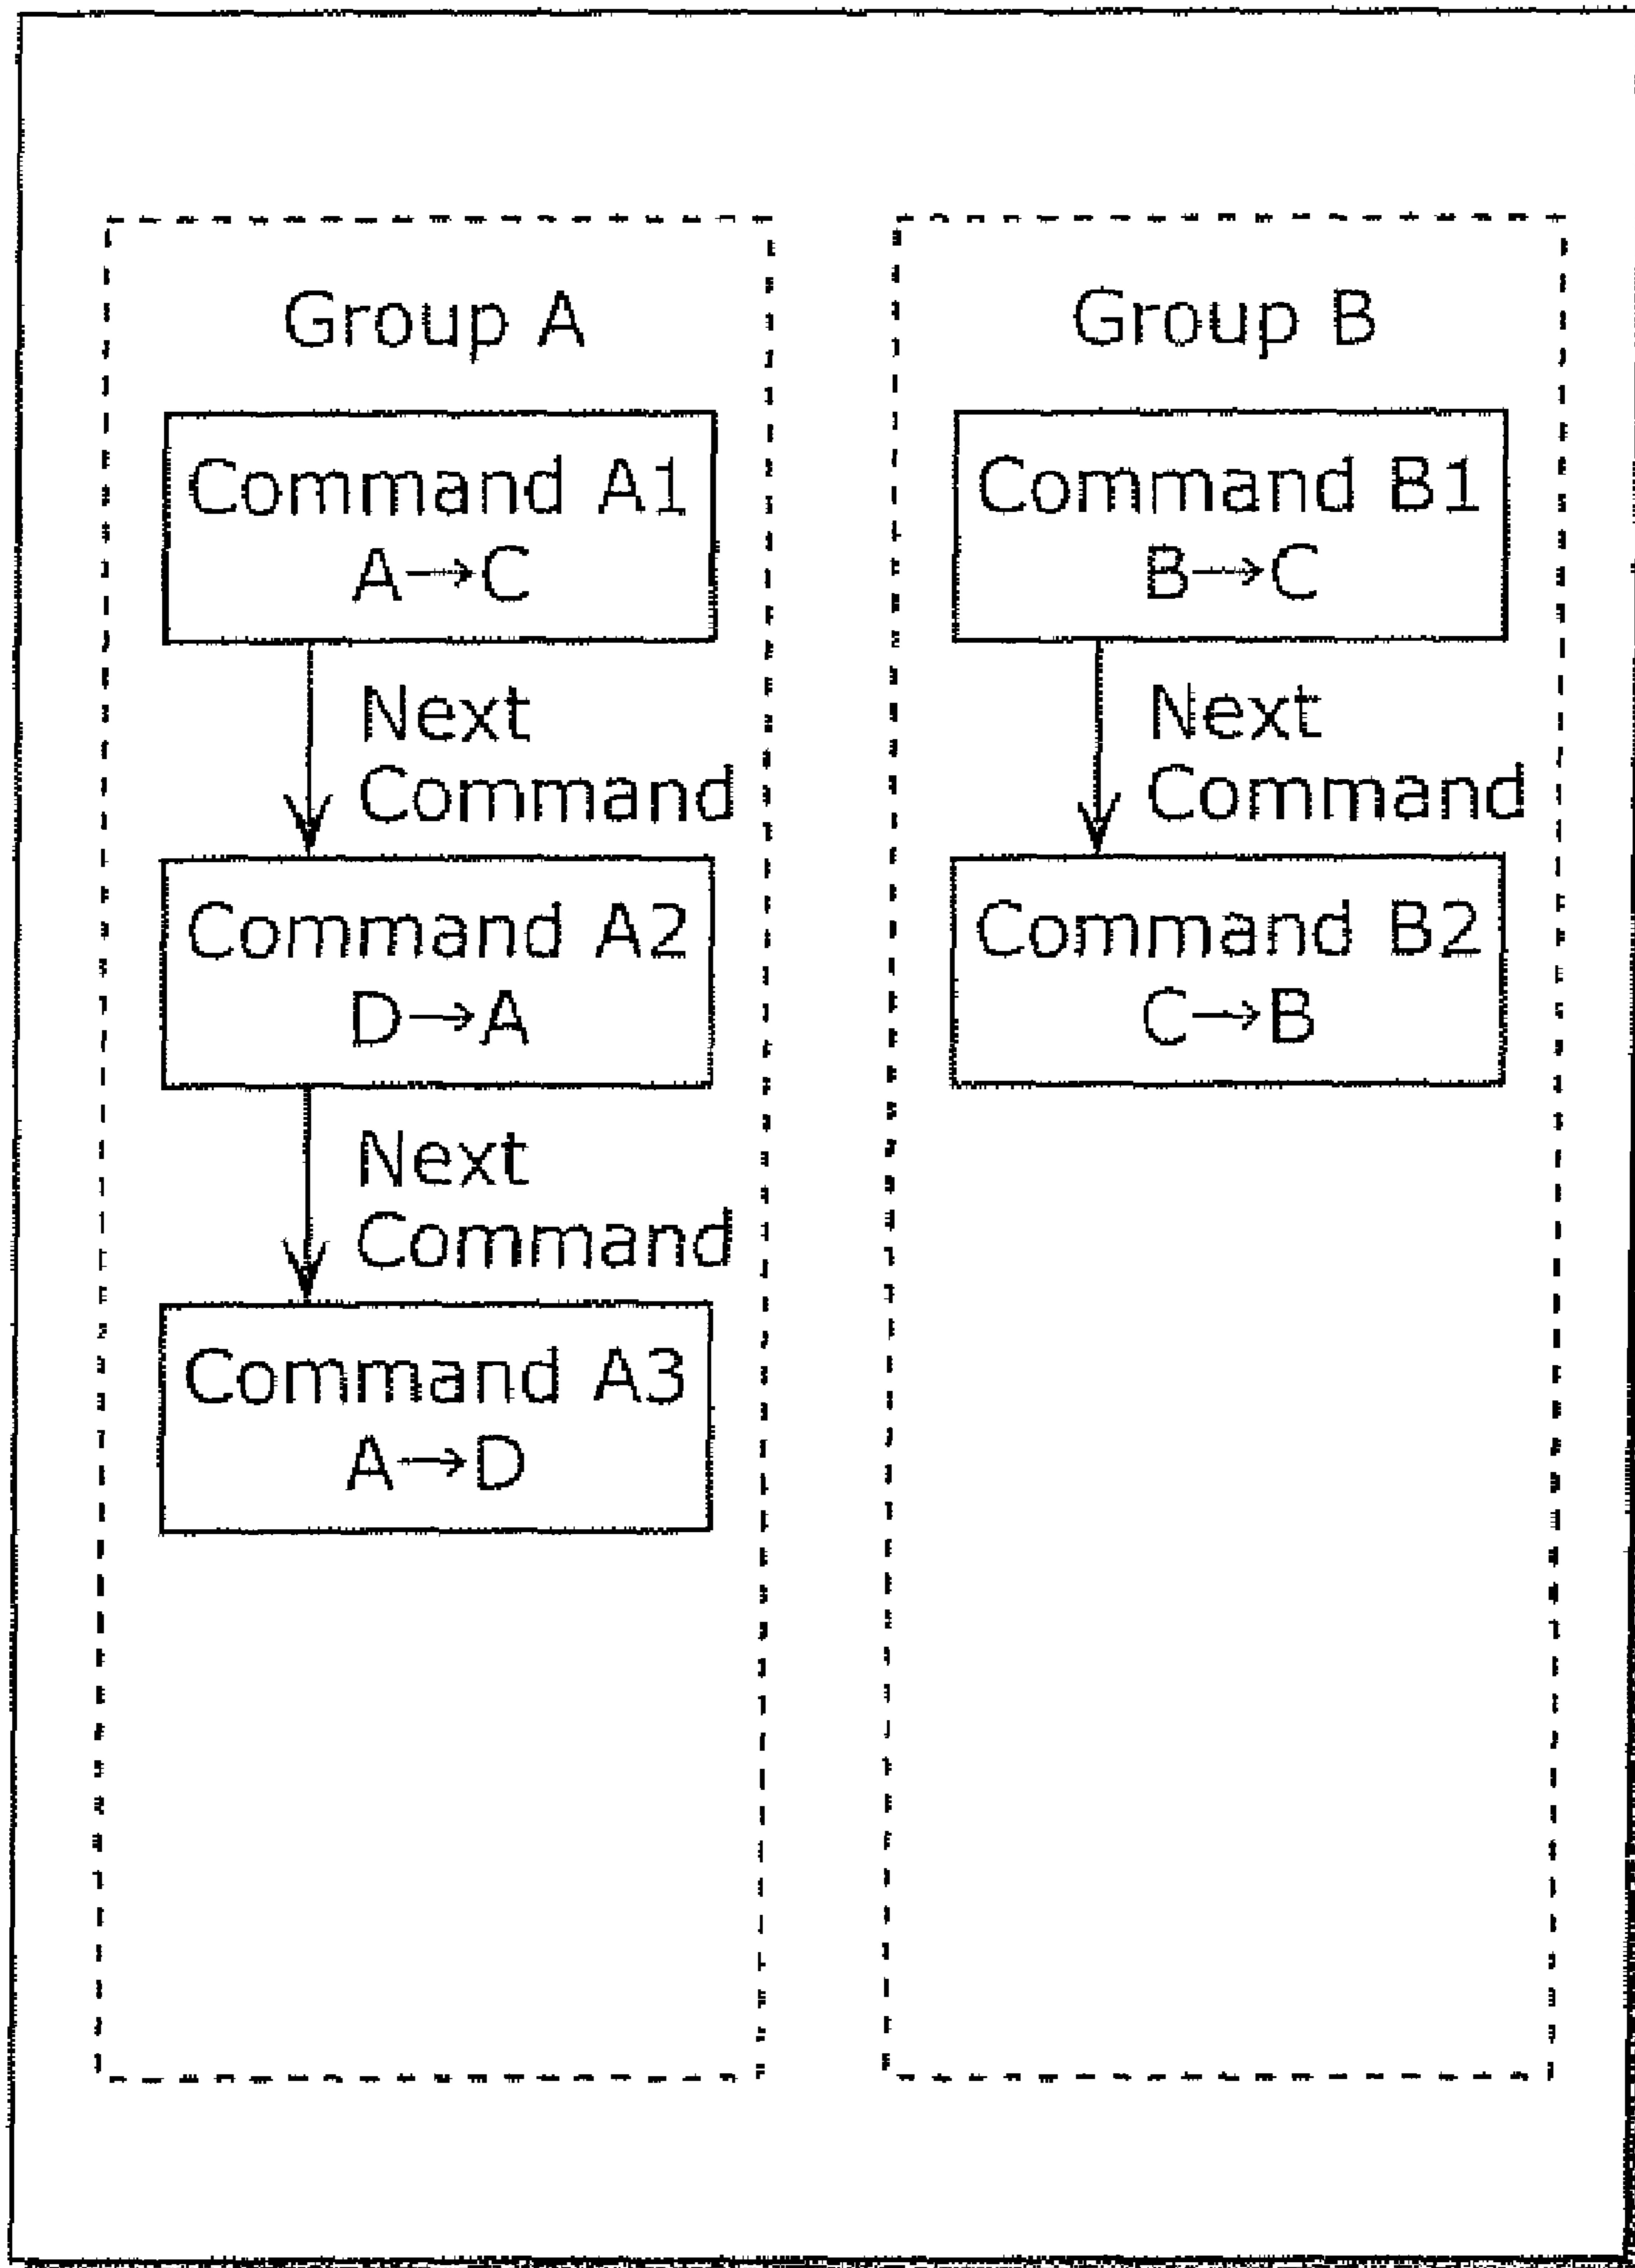 Group A
Command A1
A→C
Next
Command
Command A2
D→A
Next
Command
Command A3
A→D
Group B
Command B1
B→C
Next
Command
Command B2
C→B